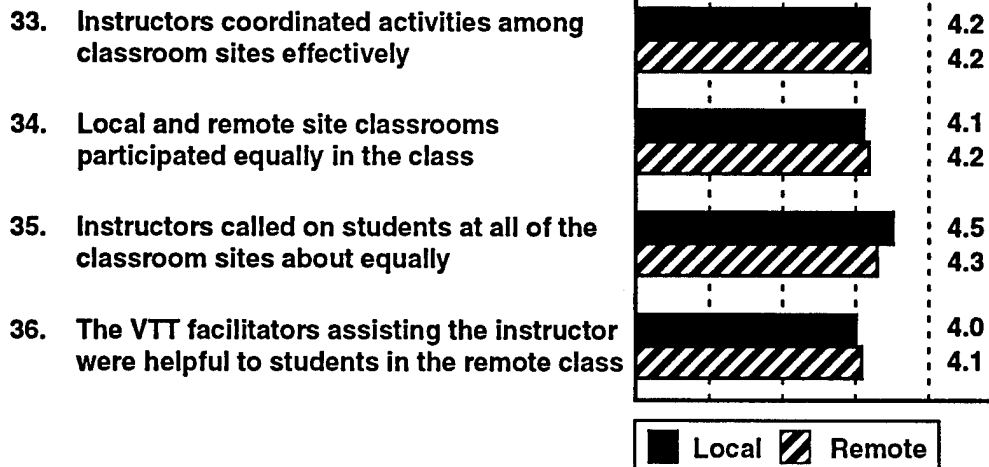 33. Instructors coordinated activities among
classroom sites effectively
4.2
4.2
34. Local and remote site classrooms
participated equally in the class
4.1
4.2
35. Instructors called on students at all of the
classroom sites about equally
4.5
4.3
36. The VTT facilitators assisting the instructor
were helpful to students in the remote class
4.0
4.1
Local Remote